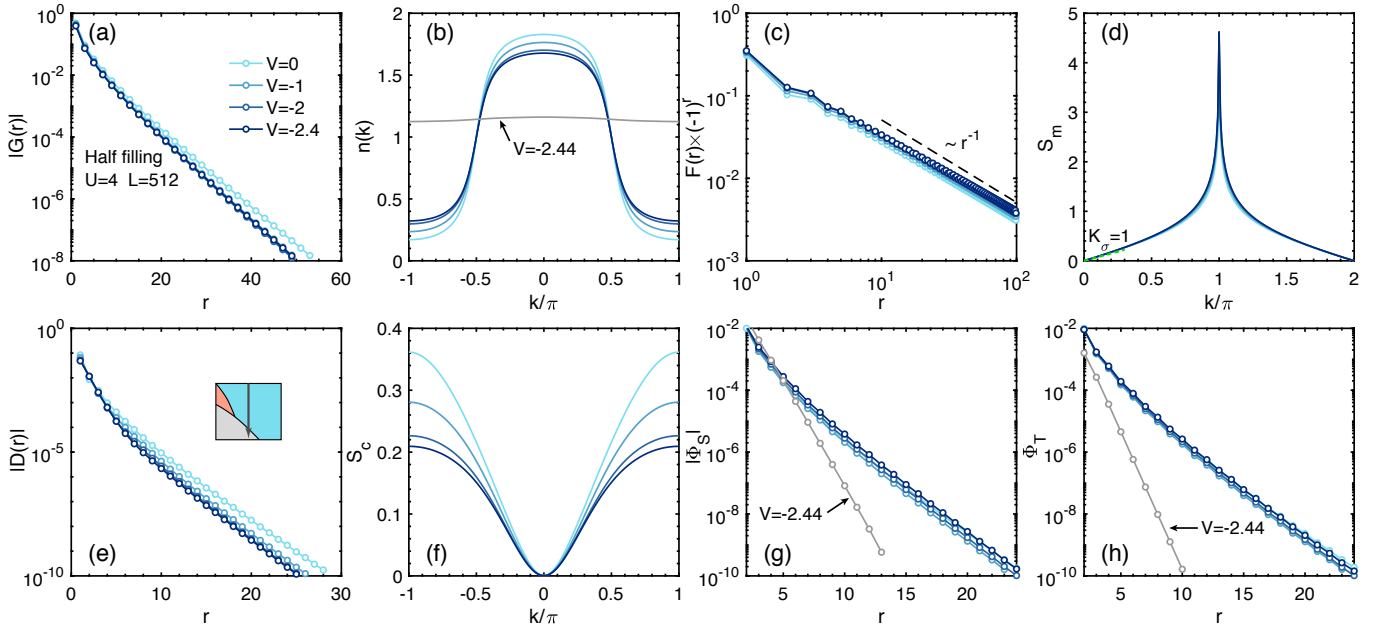 (a)
|G(r)|
10^0
10^-2
10^-4
10^-6
10^-8
V=0
V=-1
V=-2
V=-2.4
Half filling
U=4 L=512
0 20 40 60
r
(b)
n(k)
2
1.5
1
0.5
0
V=-2.44
-1 -0.5 0 0.5 1
k/π
(c)
F(r)×(-1)^r
10^0
10^-1
10^-2
10^-3
~ r^-1
10^0 10^1 10^2
r
(d)
S_m
5
4
3
2
1
0
K_σ=1
0 0.5 1 1.5 2
k/π
(e)
|D(r)|
10^0
10^-5
10^-10
0 10 20 30
r
(f)
S_c
0.4
0.3
0.2
0.1
0
-1 -0.5 0 0.5 1
k/π
(g)
|Φ_S|
10^-2
10^-4
10^-6
10^-8
10^-10
V=-2.44
5 10 15 20
r
(h)
Φ_T
10^-2
10^-4
10^-6
10^-8
10^-10
V=-2.44
5 10 15 20
r